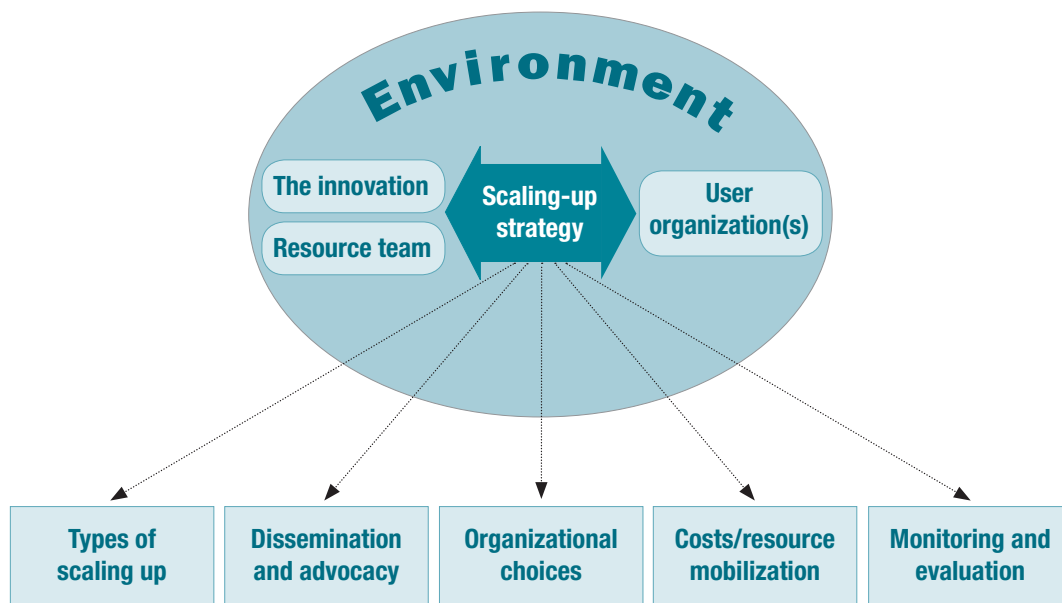 Environment
The innovation
Resource team
Scaling-up
strategy
User
organization(s)
Types of
scaling up
Dissemination
and advocacy
Organizational
choices
Costs/resource
mobilization
Monitoring and
evaluation